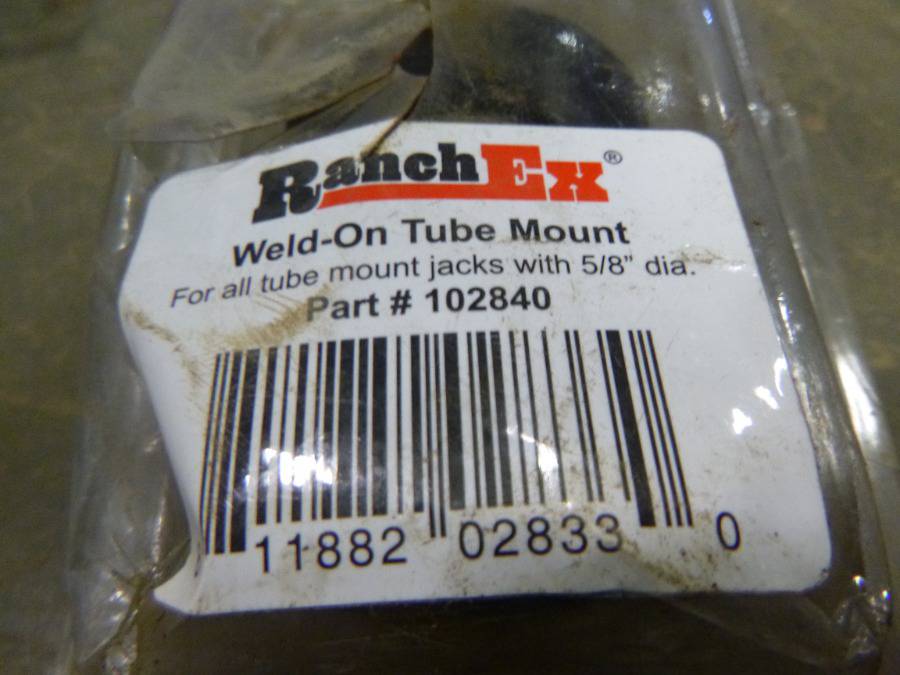 RanchEx®
Weld-On Tube Mount
For all tube mount jacks with 5/8" dia.
Part # 102840
11882 02833 0